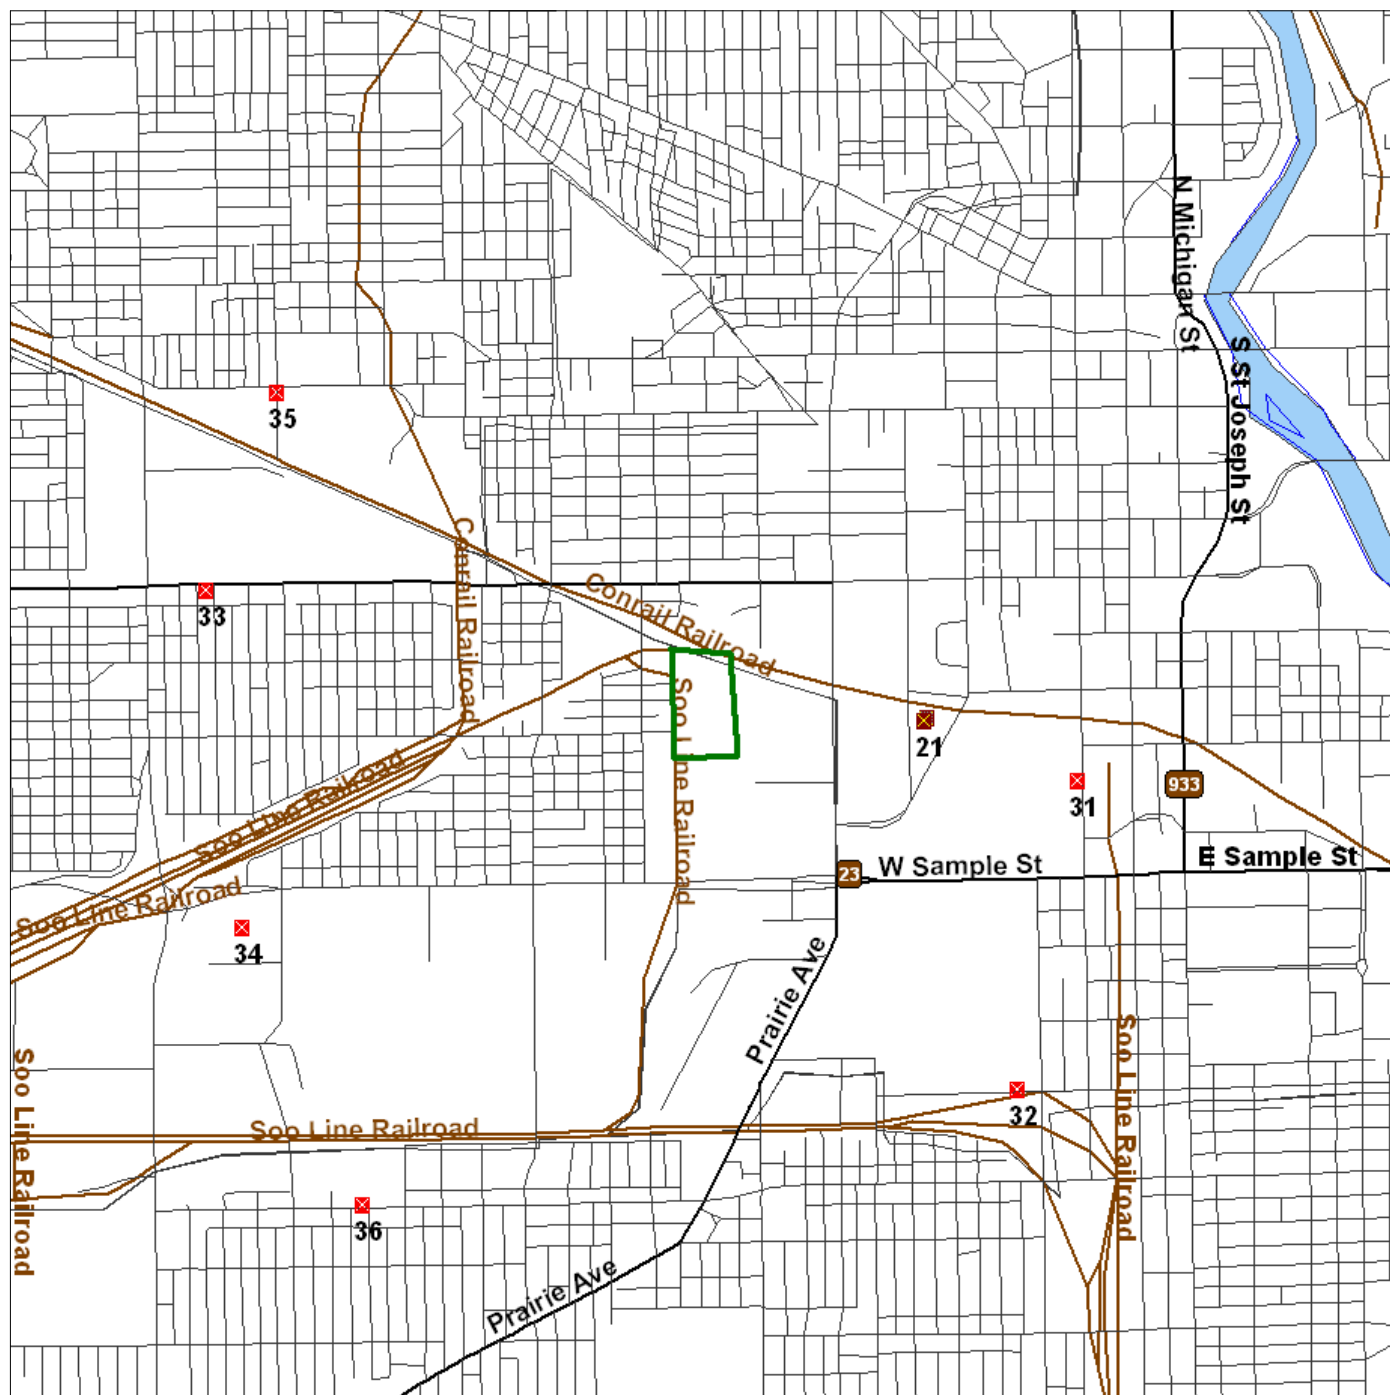 N Michigan St
S St Joseph St
35
Conrail Railroad
Conrail Railroad
33
Soo Line Railroad
21
31
933
Soo Line Railroad
W Sample St
E Sample St
23
Soo Line Railroad
34
Prairie Ave
Soo Line Railroad
Soo Line Railroad
32
Soo Line Railroad
36
Prairie Ave